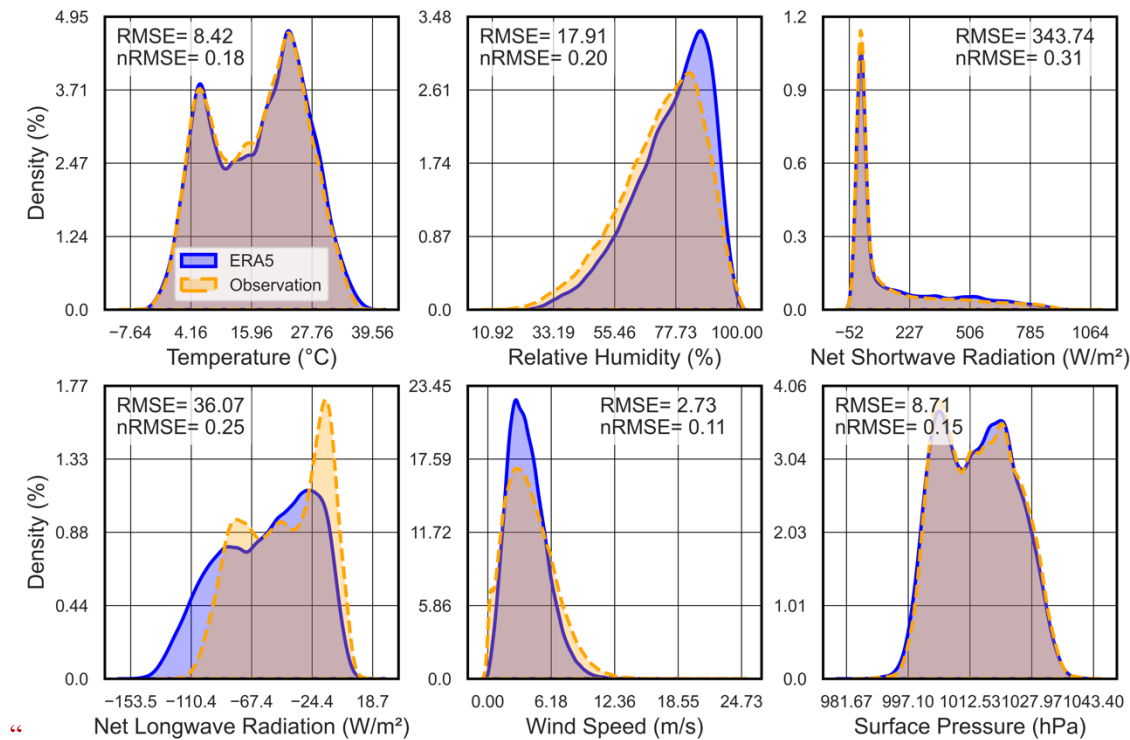 4.95
3.71
2.47
1.24
0.0
Density (%)
RMSE= 8.42
nRMSE= 0.18
ERA5
Observation
−7.64 4.16 15.96 27.76 39.56
Temperature (°C)
3.48
2.61
1.74
0.87
0.0
RMSE= 17.91
nRMSE= 0.20
10.92 33.19 55.46 77.73 100.00
Relative Humidity (%)
1.2
0.9
0.6
0.3
0.0
RMSE= 343.74
nRMSE= 0.31
−52 227 506 785 1064
Net Shortwave Radiation (W/m²)
1.77
1.33
0.88
0.44
0.0
Density (%)
RMSE= 36.07
nRMSE= 0.25
−153.5 −110.4 −67.4 −24.4 18.7
Net Longwave Radiation (W/m²)
23.45
17.59
11.72
5.86
0.0
RMSE= 2.73
nRMSE= 0.11
0.00 6.18 12.36 18.55 24.73
Wind Speed (m/s)
4.06
3.04
2.03
1.01
0.0
RMSE= 8.71
nRMSE= 0.15
981.67 997.10 1012.53 1027.97 1043.40
Surface Pressure (hPa)
“